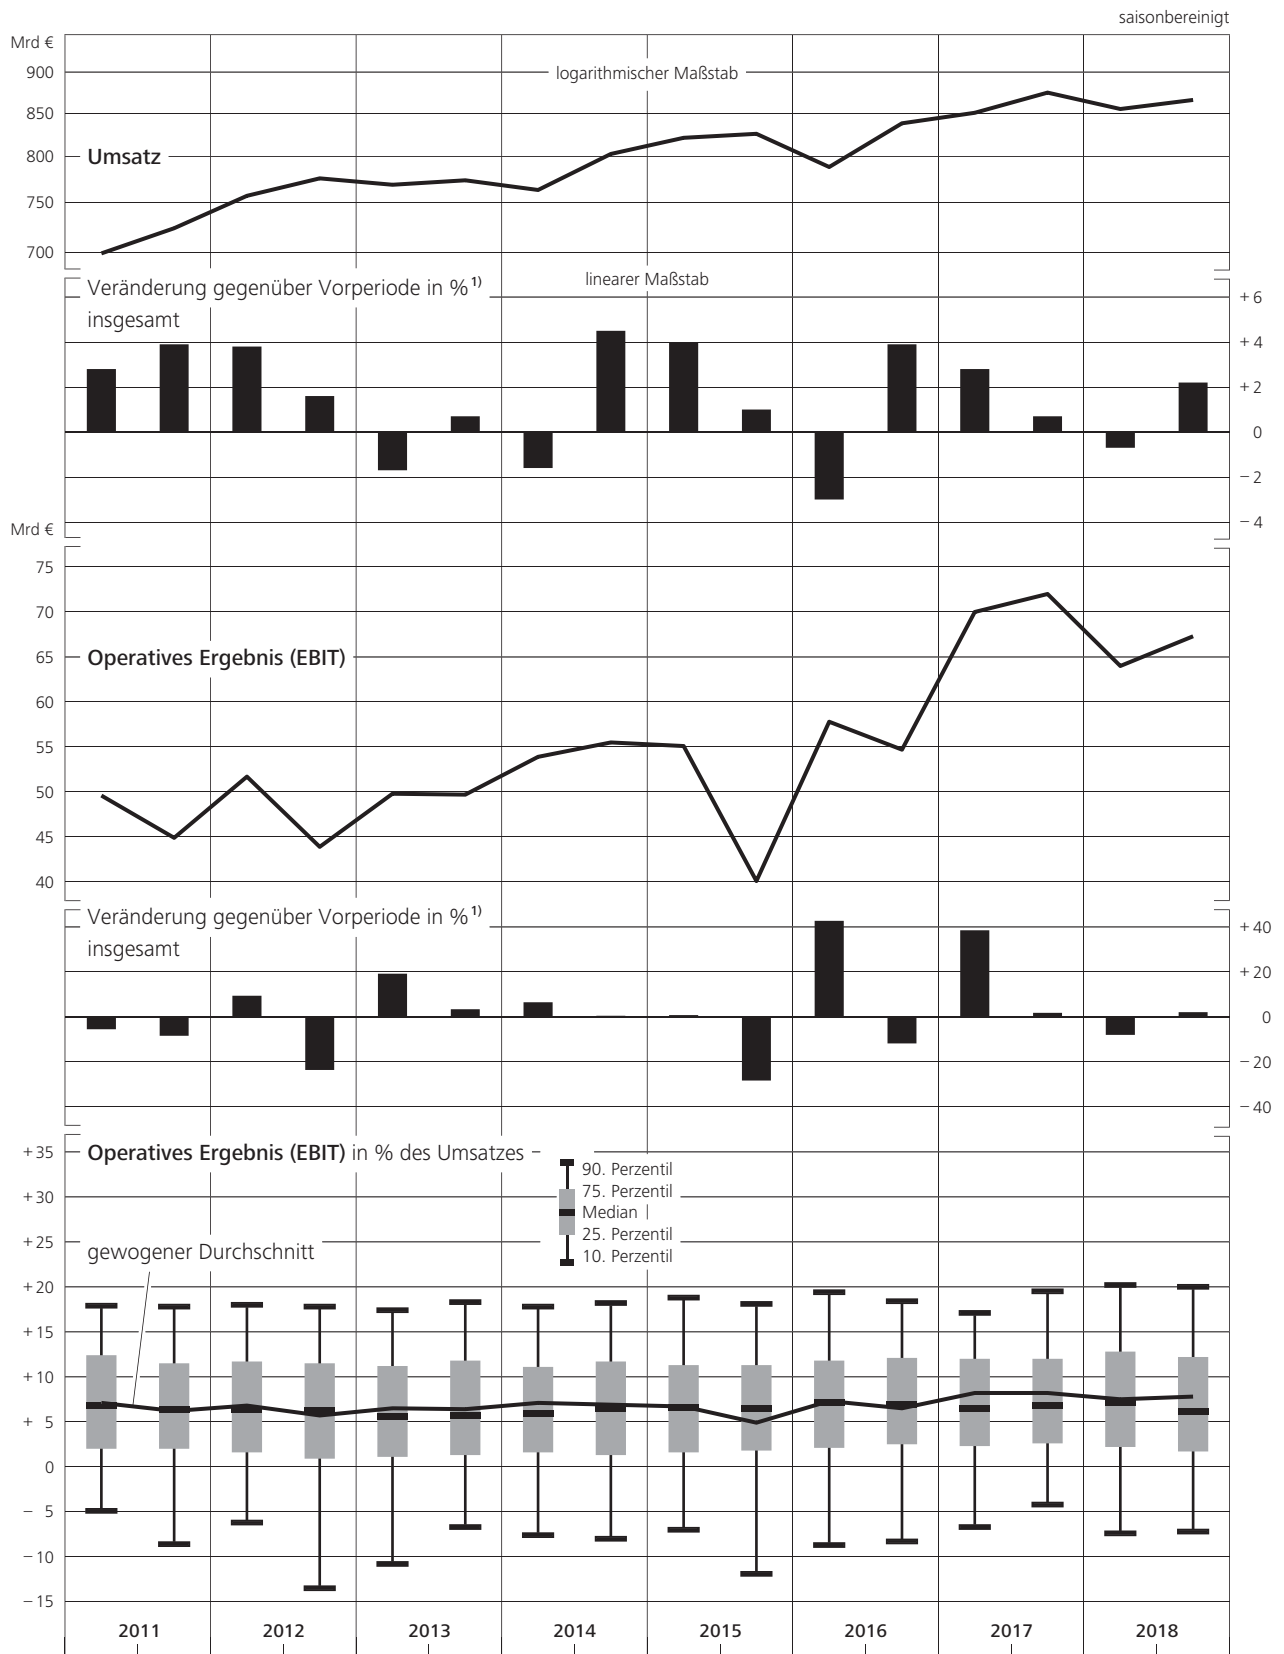 saisonbereinigt
Mrd €
900
logarithmischer Maßstab
850
800
Umsatz
750
700
linearer Maßstab
Veränderung gegenüber Vorperiode in %¹⁾
insgesamt
+ 6
+ 4
+ 2
0
− 2
− 4
Mrd €
75
70
65
Operatives Ergebnis (EBIT)
60
55
50
45
40
Veränderung gegenüber Vorperiode in %¹⁾
insgesamt
+ 40
+ 20
0
− 20
− 40
+ 35
Operatives Ergebnis (EBIT) in % des Umsatzes
90. Perzentil
75. Perzentil
Median
25. Perzentil
10. Perzentil
+ 30
+ 25
gewogener Durchschnitt
+ 20
+ 15
+ 10
+ 5
0
− 5
− 10
− 15
2011 2012 2013 2014 2015 2016 2017 2018